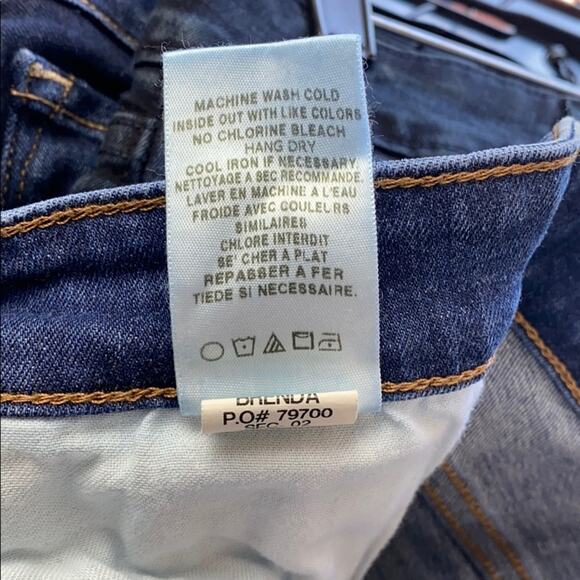 MACHINE WASH COLD
INSIDE OUT WITH LIKE COLORS
NO CHLORINE BLEACH
HANG DRY
COOL IRON IF NECESSARY
NETTOYAGE A SEC RECOMMANDE.
LAVER EN MACHINE A L'EAU
FROIDE AVEC COULEURS
SIMILAIRES
CHLORE INTERDIT
SE' CHER A PLAT
REPASSER A FER
TIEDE SI NECESSAIRE.
BRENDA
P.O# 79700
SEC 02